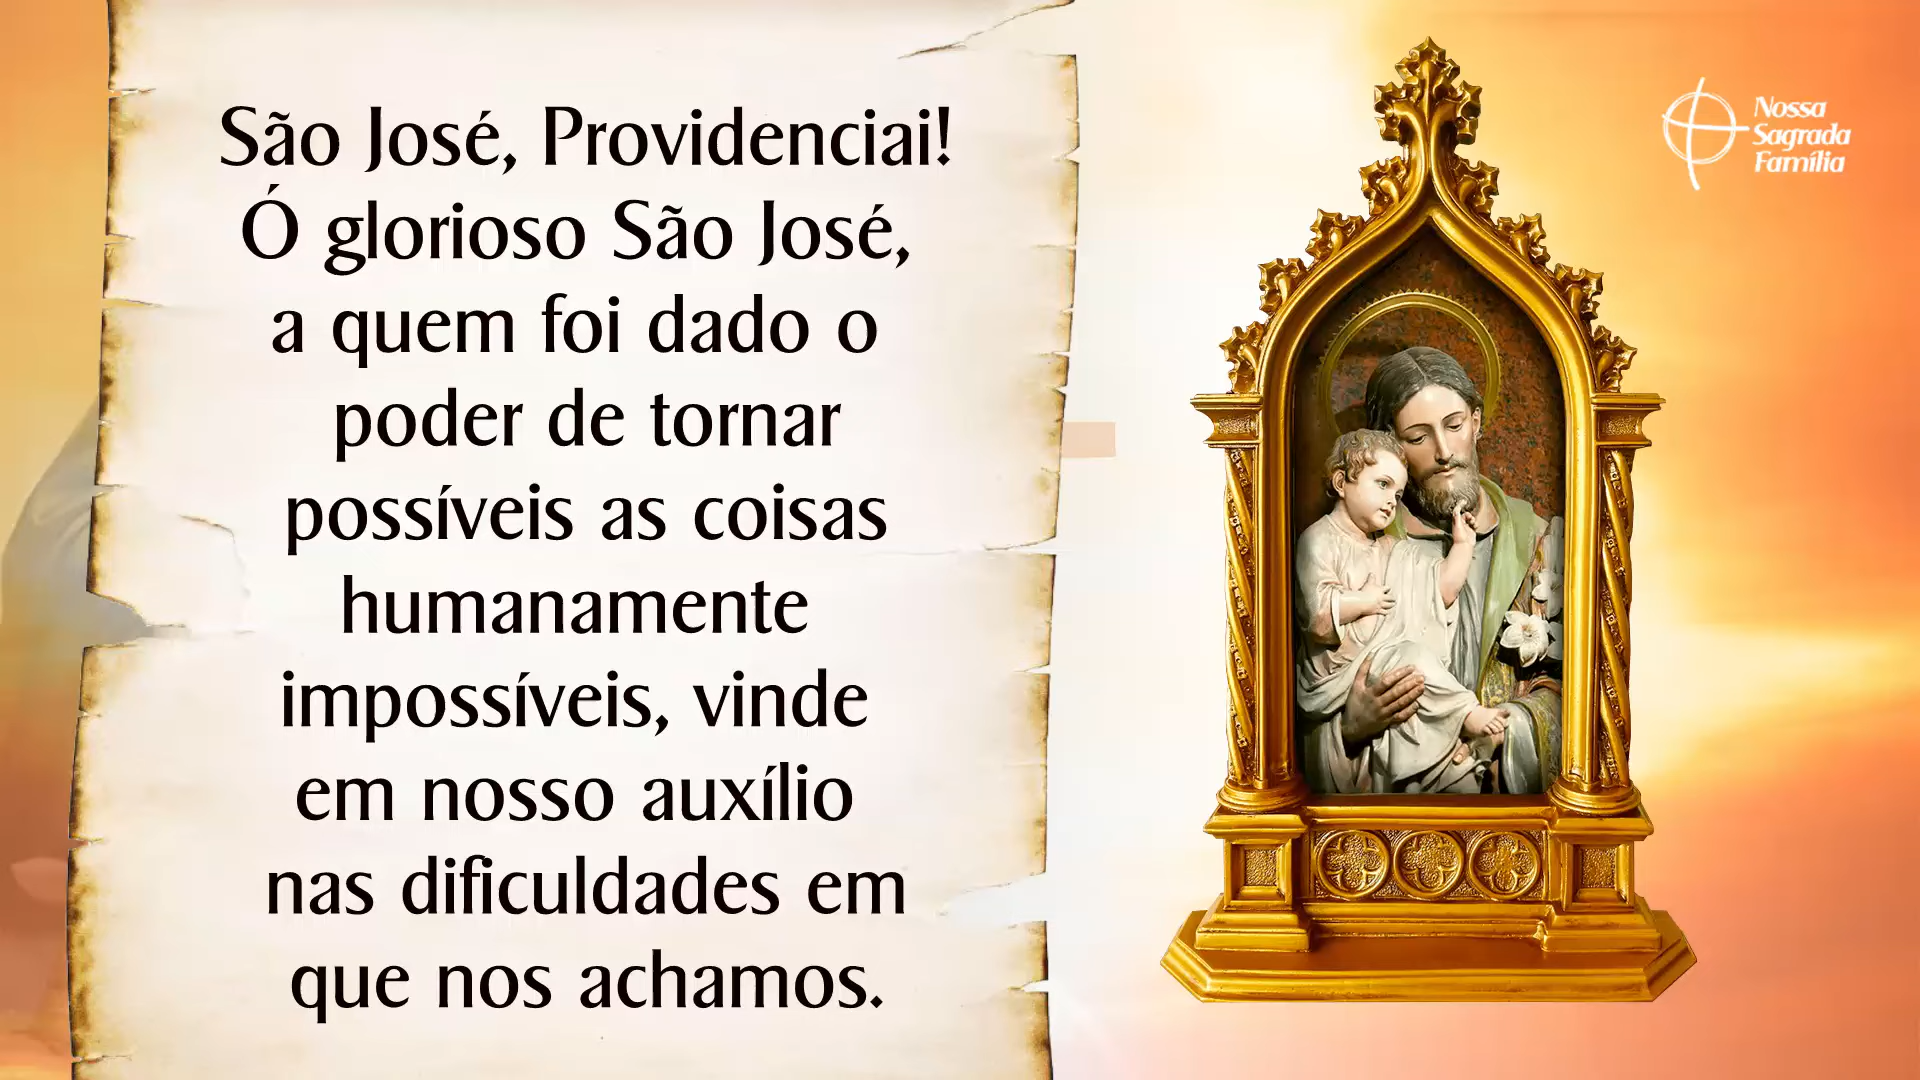 São José, Providenciai!
Ó glorioso São José,
a quem foi dado o
poder de tornar
possíveis as coisas
humanamente
impossíveis, vinde
em nosso auxílio
nas dificuldades em
que nos achamos.
Nossa
Sagrada
Família